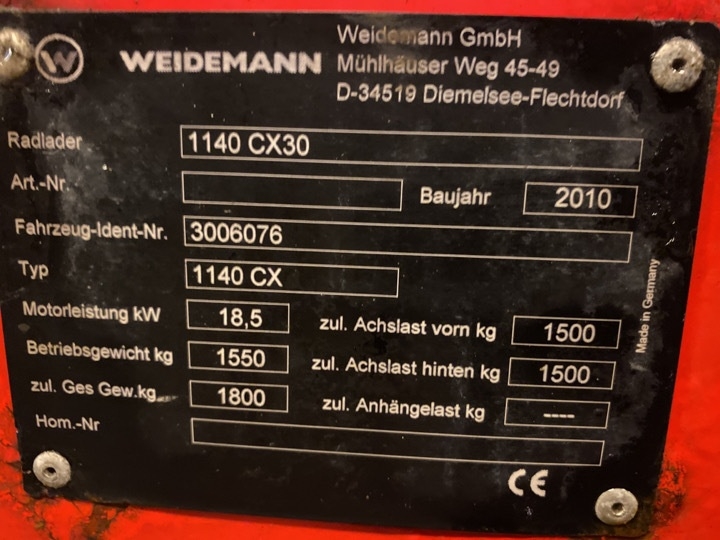 W WEIDEMANN
Weidemann GmbH
Mühlhäuser Weg 45-49
D-34519 Diemelsee-Flechtdorf
Radlader 1140 CX30
Art.-Nr. Baujahr 2010
Fahrzeug-Ident-Nr. 3006076
Typ 1140 CX
Motorleistung kW 18,5 zul. Achslast vorn kg 1500
Betriebsgewicht kg 1550 zul. Achslast hinten kg 1500
zul. Ges Gew.kg 1800 zul. Anhängelast kg ----
Hom.-Nr
Made in Germany
CE